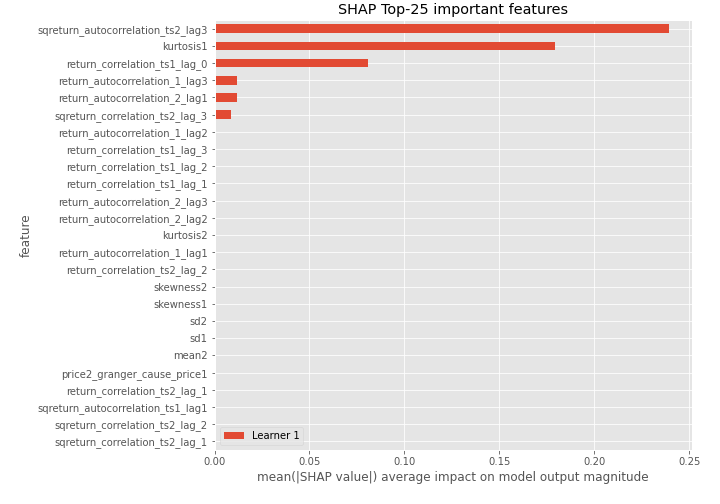 SHAP Top-25 important features
sqreturn_autocorrelation_ts2_lag3
kurtosis1
return_correlation_ts1_lag_0
return_autocorrelation_1_lag3
return_autocorrelation_2_lag1
sqreturn_correlation_ts2_lag_3
return_autocorrelation_1_lag2
return_correlation_ts1_lag_3
return_correlation_ts1_lag_2
return_correlation_ts1_lag_1
return_autocorrelation_2_lag3
return_autocorrelation_2_lag2
kurtosis2
return_autocorrelation_1_lag1
return_correlation_ts2_lag_2
skewness2
skewness1
sd2
sd1
mean2
price2_granger_cause_price1
return_correlation_ts2_lag_1
sqreturn_autocorrelation_ts1_lag1
sqreturn_correlation_ts2_lag_2
sqreturn_correlation_ts2_lag_1
feature
Learner 1
0.00 0.05 0.10 0.15 0.20 0.25
mean(|SHAP value|) average impact on model output magnitude